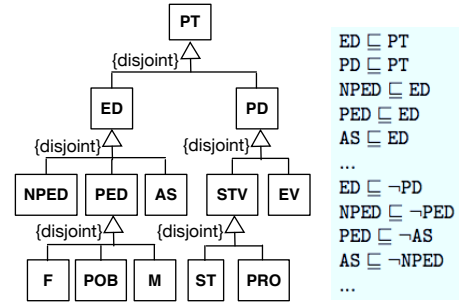 PT
{disjoint}
ED PD
{disjoint} {disjoint}
NPED PED AS STV EV
{disjoint} {disjoint}
F POB M ST PRO
ED ⊑ PT
PD ⊑ PT
NPED ⊑ ED
PED ⊑ ED
AS ⊑ ED
...
ED ⊑ ¬PD
NPED ⊑ ¬PED
PED ⊑ ¬AS
AS ⊑ ¬NPED
...